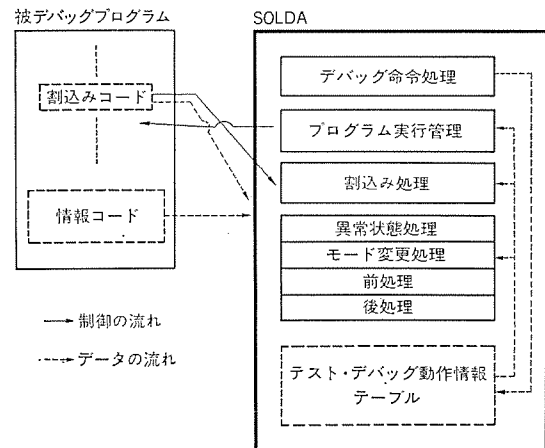 被デバッグプログラム
割込みコード
情報コード
制御の流れ
データの流れ
SOLDA
デバッグ命令処理
プログラム実行管理
割込み処理
異常状態処理
モード変更処理
前処理
後処理
テスト・デバッグ動作情報
テーブル